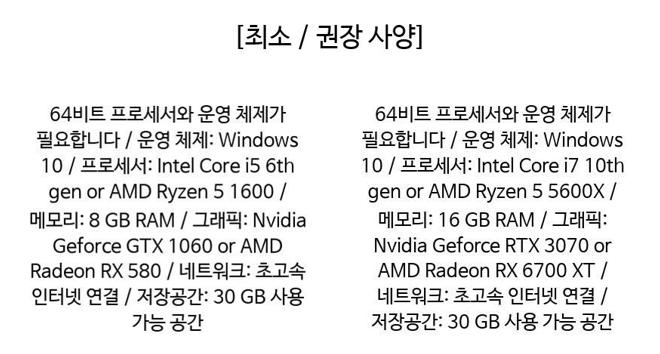 [최소 / 권장 사양]
64비트 프로세서와 운영 체제가
필요합니다 / 운영 체제: Windows
10 / 프로세서: Intel Core i5 6th
gen or AMD Ryzen 5 1600 /
메모리: 8 GB RAM / 그래픽: Nvidia
Geforce GTX 1060 or AMD
Radeon RX 580 / 네트워크: 초고속
인터넷 연결 / 저장공간: 30 GB 사용
가능 공간
64비트 프로세서와 운영 체제가
필요합니다 / 운영 체제: Windows
10 / 프로세서: Intel Core i7 10th
gen or AMD Ryzen 5 5600X /
메모리: 16 GB RAM / 그래픽:
Nvidia Geforce RTX 3070 or
AMD Radeon RX 6700 XT /
네트워크: 초고속 인터넷 연결 /
저장공간: 30 GB 사용 가능 공간